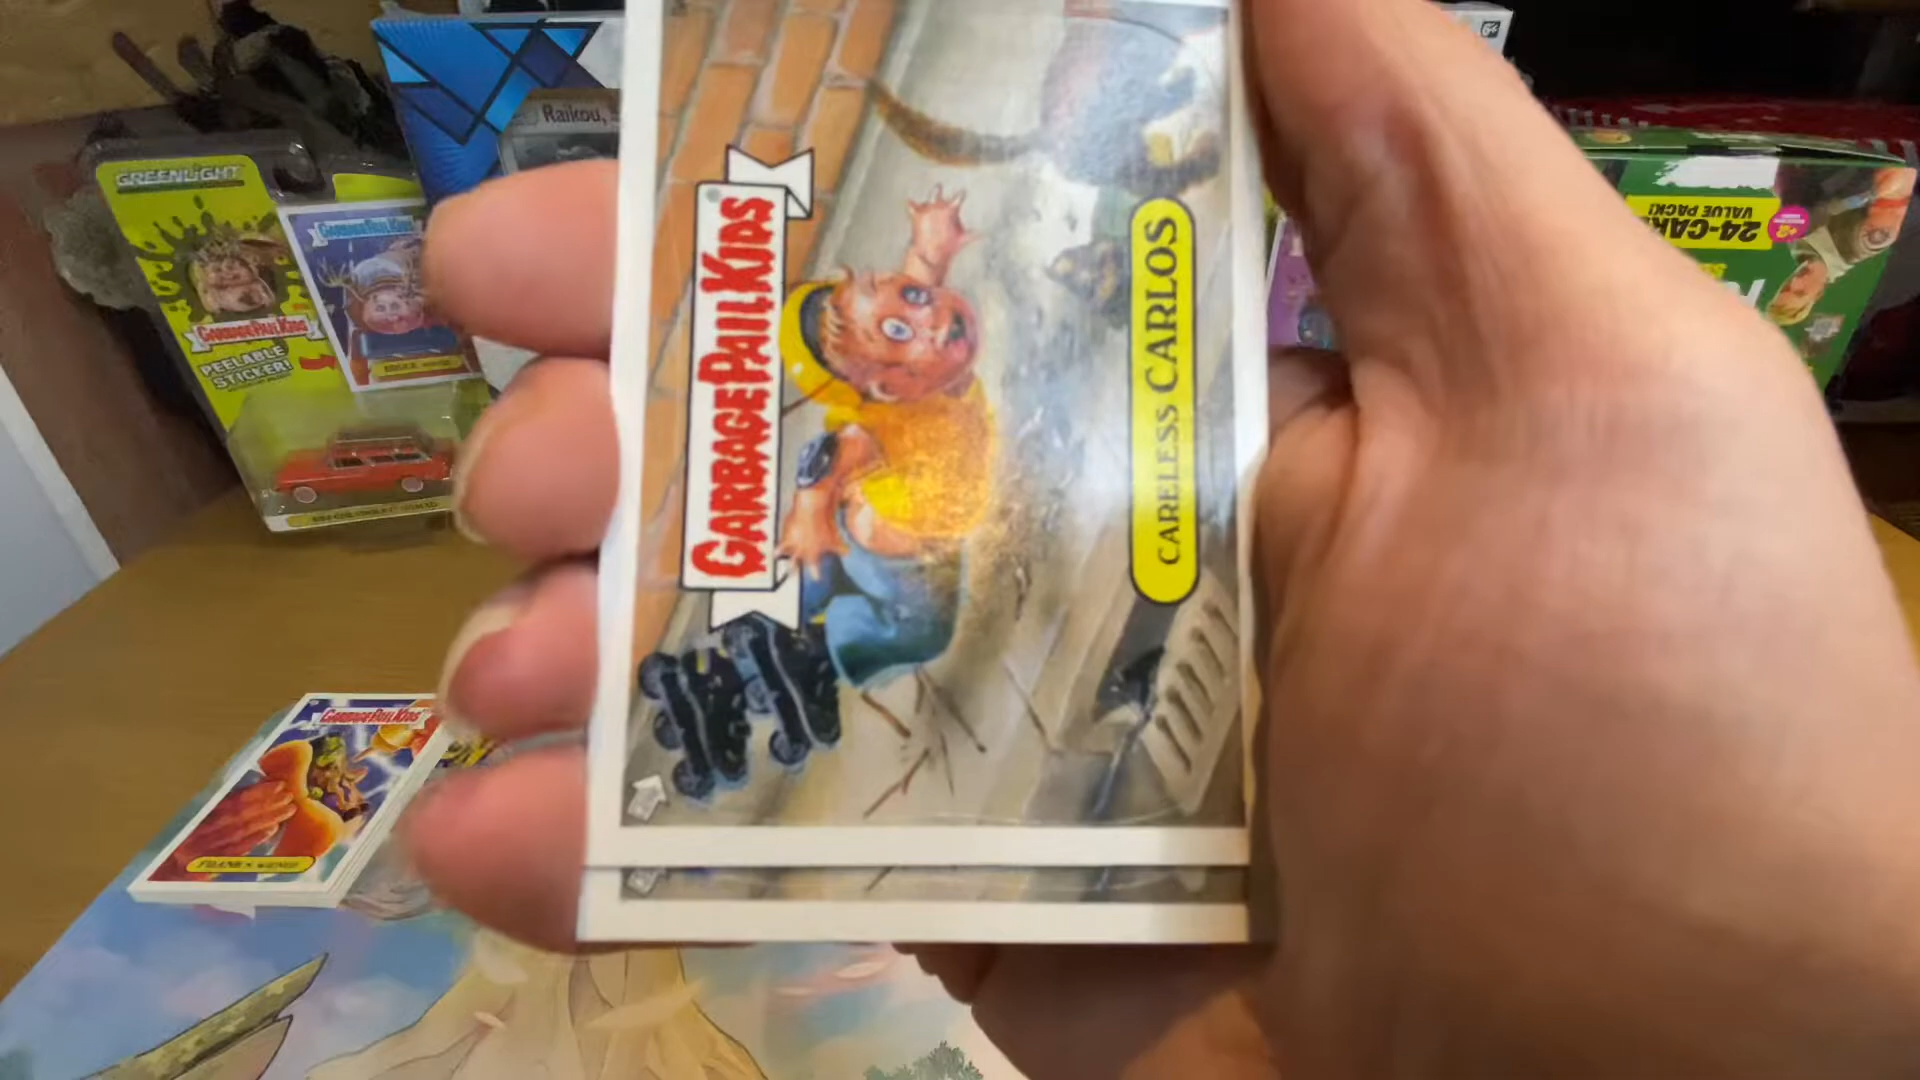 GREENLIGHT
GARBAGE PAIL KIDS
PEELABLE
STICKER!
GARBAGE PAIL KIDS
Raikou,
GARBAGE PAIL KIDS
CARELESS CARLOS
24-CAR
VALUE PACK!
GARBAGE PAIL KIDS